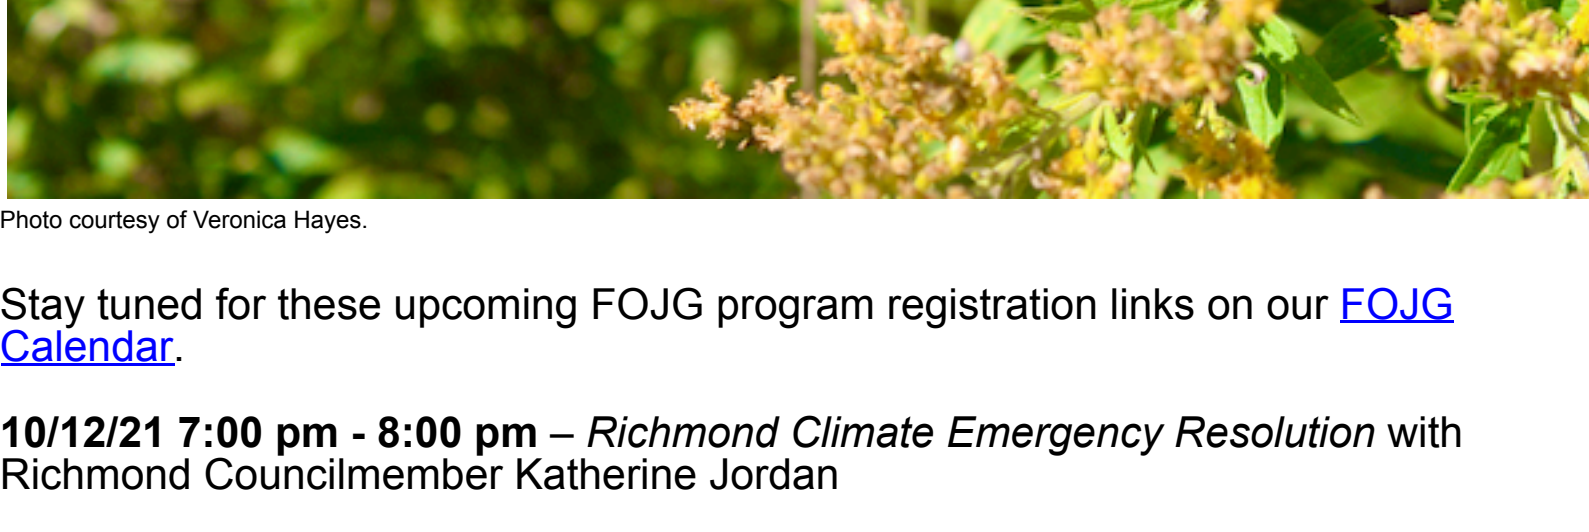 Photo courtesy of Veronica Hayes.
Stay tuned for these upcoming FOJG program registration links on our FOJG
Calendar.
10/12/21 7:00 pm - 8:00 pm – Richmond Climate Emergency Resolution with
Richmond Councilmember Katherine Jordan